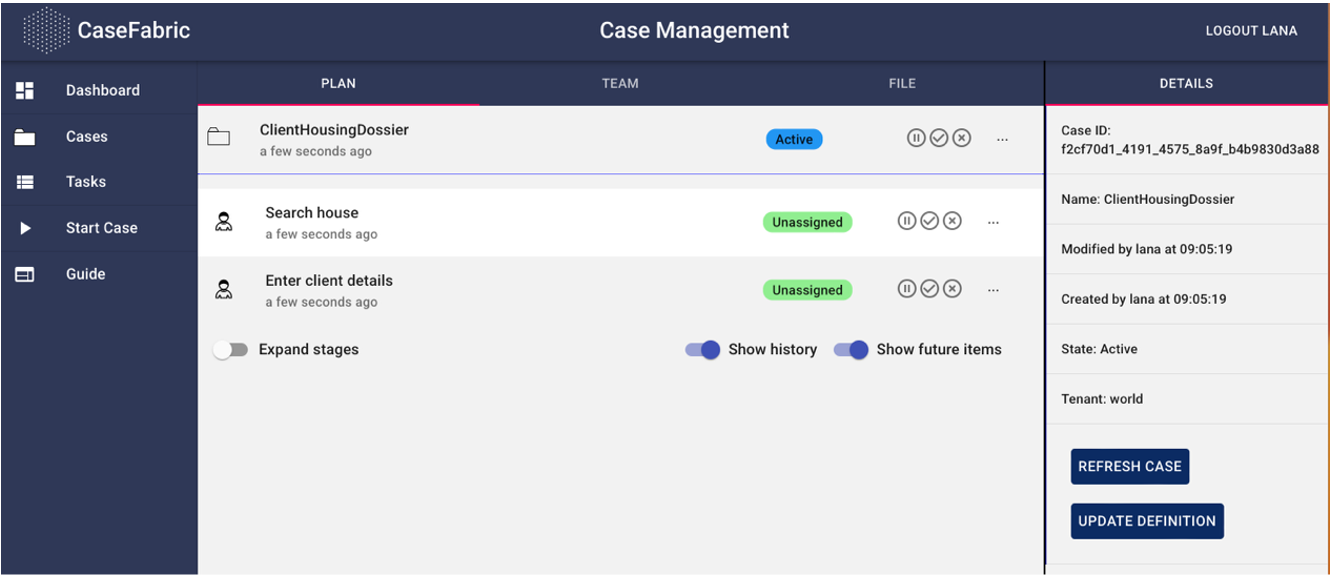 CaseFabric
Case Management
LOGOUT LANA
Dashboard
Cases
Tasks
Start Case
Guide
PLAN
TEAM
FILE
ClientHousingDossier
a few seconds ago
Active
...
Search house
a few seconds ago
Unassigned
...
Enter client details
a few seconds ago
Unassigned
...
Expand stages
Show history
Show future items
DETAILS
Case ID:
f2cf70d1_4191_4575_8a9f_b4b9830d3a88
Name: ClientHousingDossier
Modified by lana at 09:05:19
Created by lana at 09:05:19
State: Active
Tenant: world
REFRESH CASE
UPDATE DEFINITION